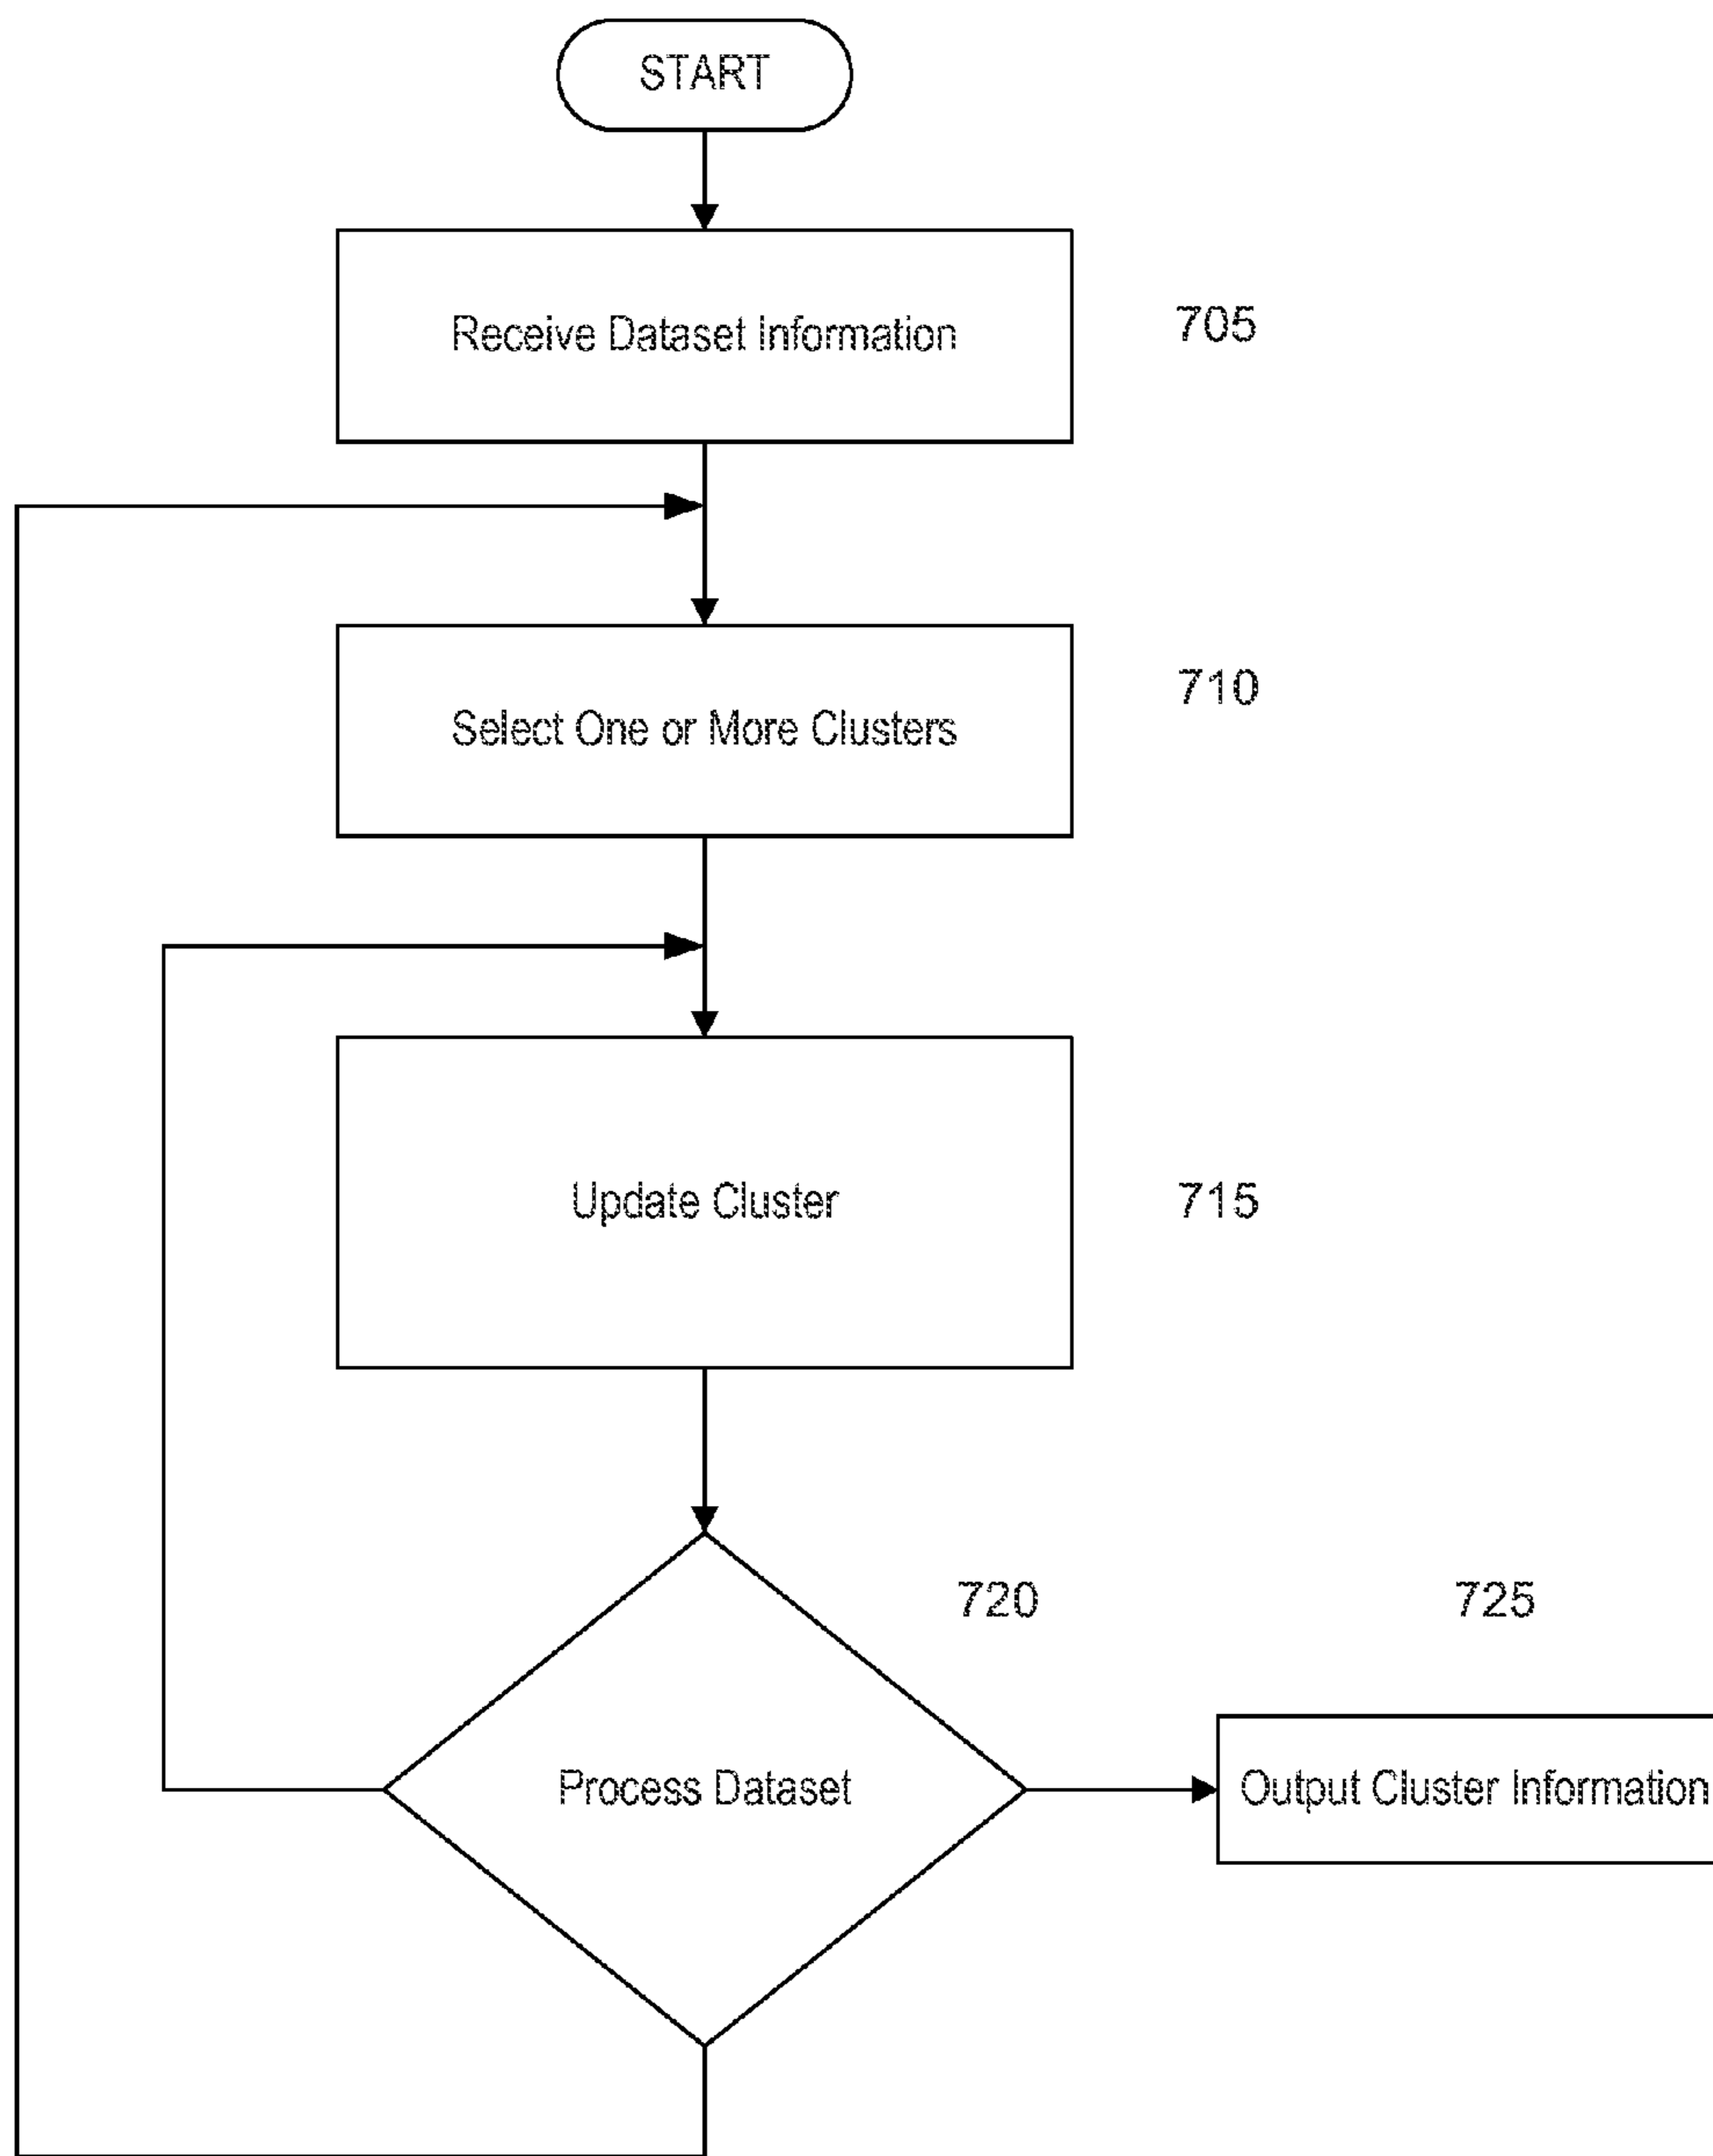 START
Receive Dataset Information
705
Select One or More Clusters
710
Update Cluster
715
720
725
Process Dataset
Output Cluster Information